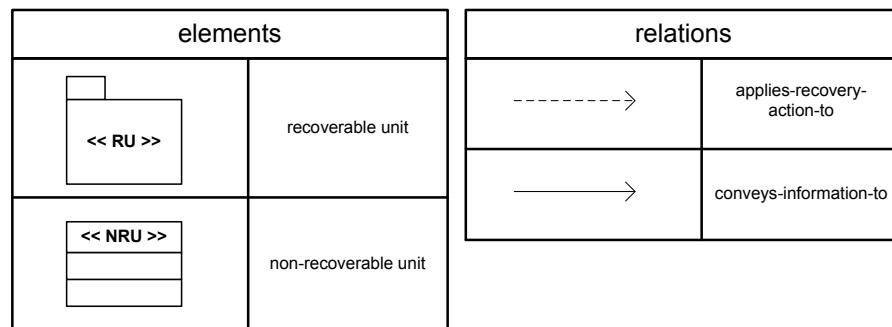 elements
<< RU >>
recoverable unit
<< NRU >>
non-recoverable unit
relations
applies-recovery-
action-to
conveys-information-to